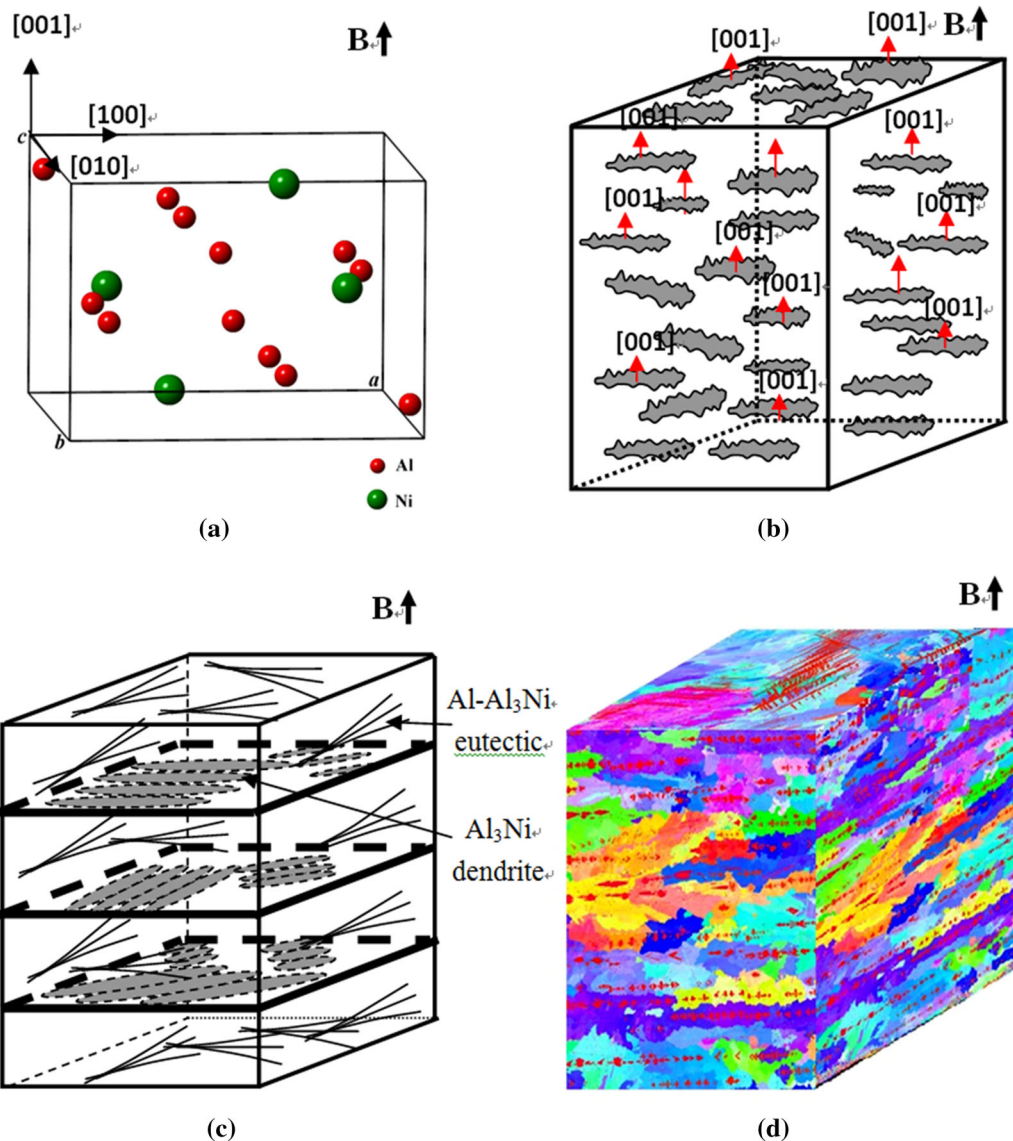 [001]
B
c
[100]
[010]
a
b
Al
Ni
(a)
B
[001]
[001]
[001]
[001]
[001]
[001]
[001]
[001]
[001]
[001]
[001]
(b)
B
Al-Al₃Ni
eutectic
Al₃Ni
dendrite
(c)
B
(d)